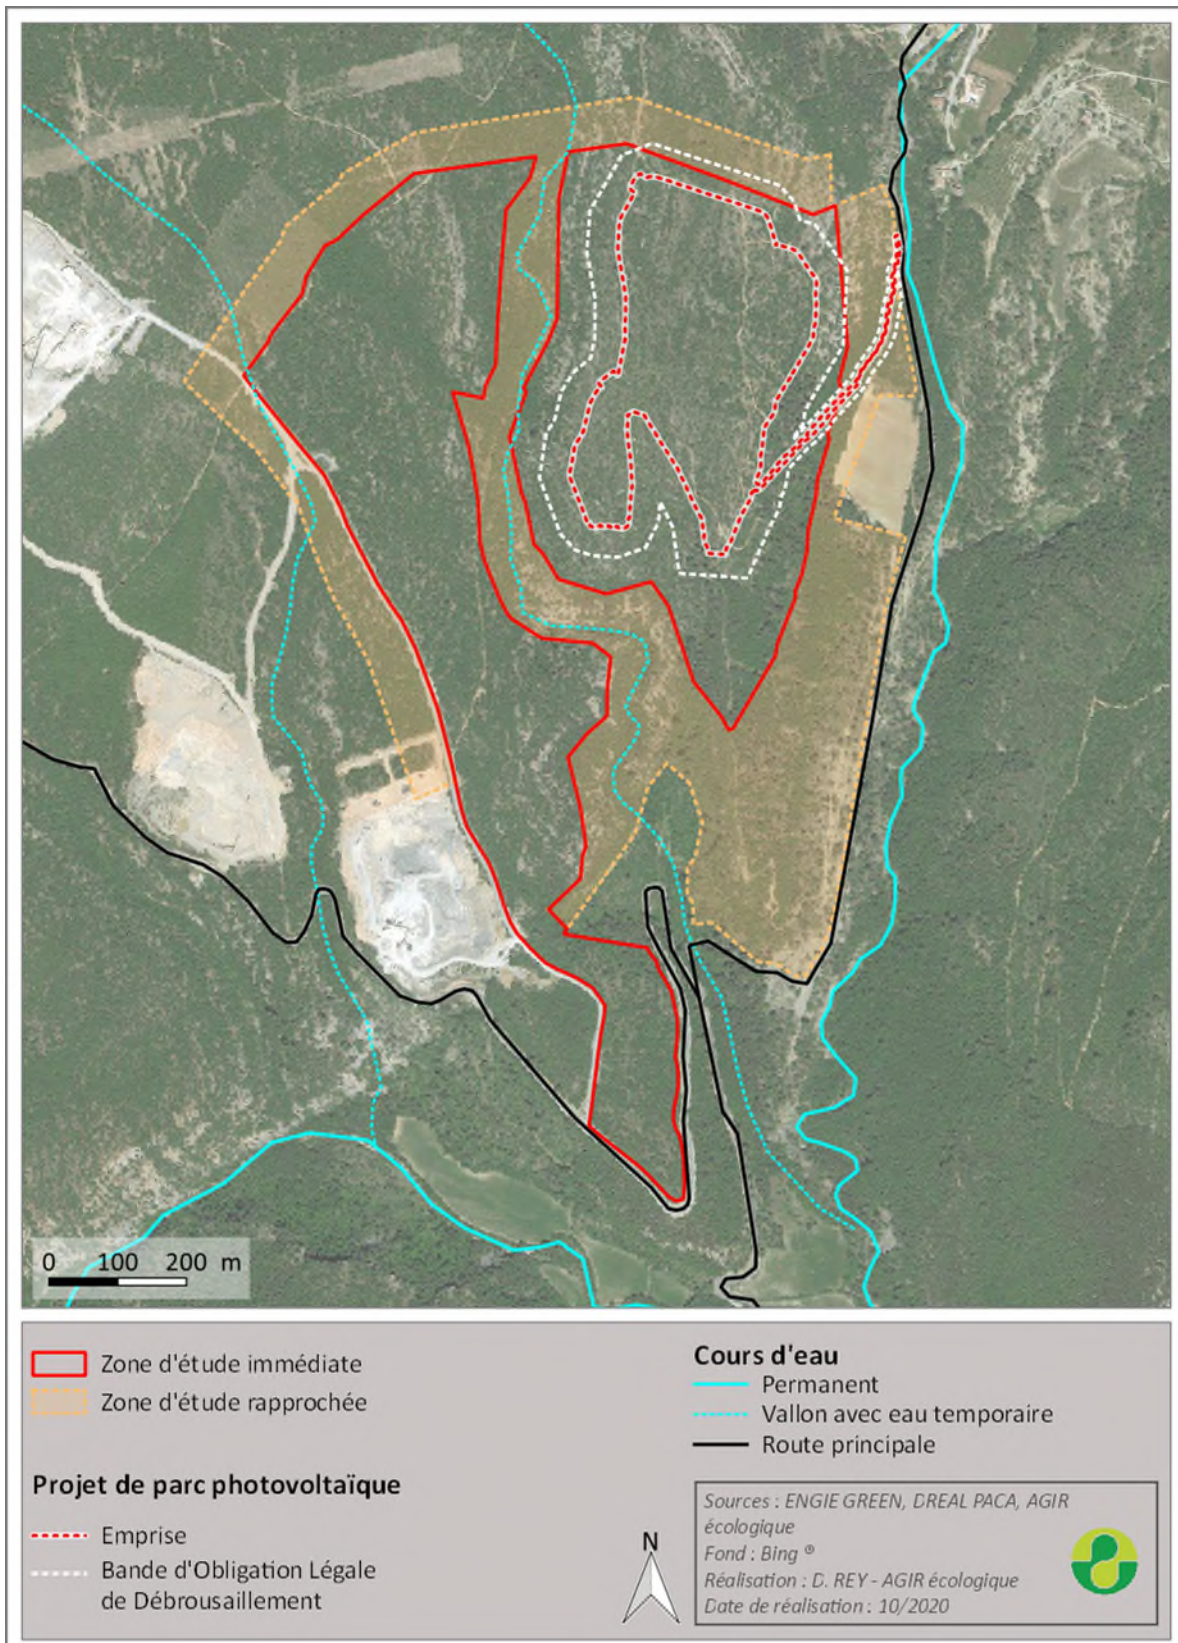 0 100 200 m
Zone d'étude immédiate
Zone d'étude rapprochée
Projet de parc photovoltaïque
Emprise
Bande d'Obligation Légale
de Débrousaillement
Cours d'eau
Permanent
Vallon avec eau temporaire
Route principale
N
Sources : ENGIE GREEN, DREAL PACA, AGIR
écologique
Fond : Bing ®
Réalisation : D. REY - AGIR écologique
Date de réalisation : 10/2020